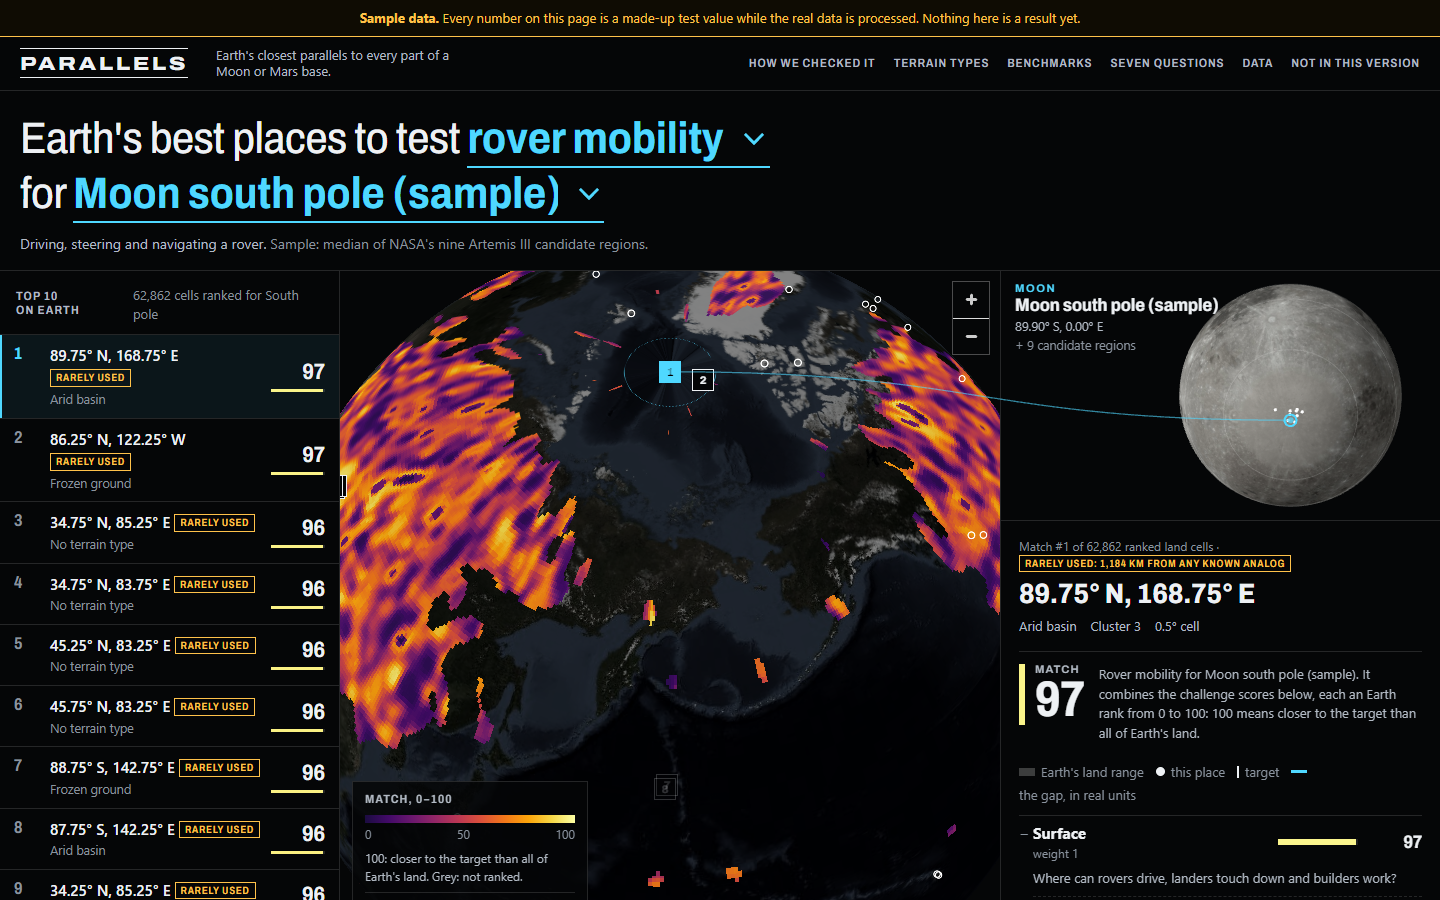 Sample data. Every number on this page is a made-up test value while the real data is processed. Nothing here is a result yet.
PARALLELS
Earth's closest parallels to every part of a
Moon or Mars base.
HOW WE CHECKED IT
TERRAIN TYPES
BENCHMARKS
SEVEN QUESTIONS
DATA
NOT IN THIS VERSION
Earth's best places to test rover mobility
for Moon south pole (sample)
Driving, steering and navigating a rover. Sample: median of NASA's nine Artemis III candidate regions.
TOP 10
ON EARTH
62,862 cells ranked for South
pole
1
89.75° N, 168.75° E
RARELY USED
Arid basin
97
2
86.25° N, 122.25° W
RARELY USED
Frozen ground
97
3
34.75° N, 85.25° E RARELY USED
No terrain type
96
4
34.75° N, 83.75° E RARELY USED
No terrain type
96
5
45.25° N, 83.25° E RARELY USED
No terrain type
96
6
45.75° N, 83.25° E RARELY USED
No terrain type
96
7
88.75° S, 142.75° E RARELY USED
Frozen ground
96
8
87.75° S, 142.25° E RARELY USED
Arid basin
96
9
34.25° N, 85.25° E RARELY USED
96
1
2
+
−
MATCH, 0–100
0 50 100
100: closer to the target than all of
Earth's land. Grey: not ranked.
MOON
Moon south pole (sample)
89.90° S, 0.00° E
+ 9 candidate regions
Match #1 of 62,862 ranked land cells ·
RARELY USED: 1,184 KM FROM ANY KNOWN ANALOG
89.75° N, 168.75° E
Arid basin Cluster 3 0.5° cell
MATCH
97
Rover mobility for Moon south pole (sample). It
combines the challenge scores below, each an Earth
rank from 0 to 100: 100 means closer to the target than
all of Earth's land.
Earth's land range this place target
the gap, in real units
– Surface
weight 1
97
Where can rovers drive, landers touch down and builders work?